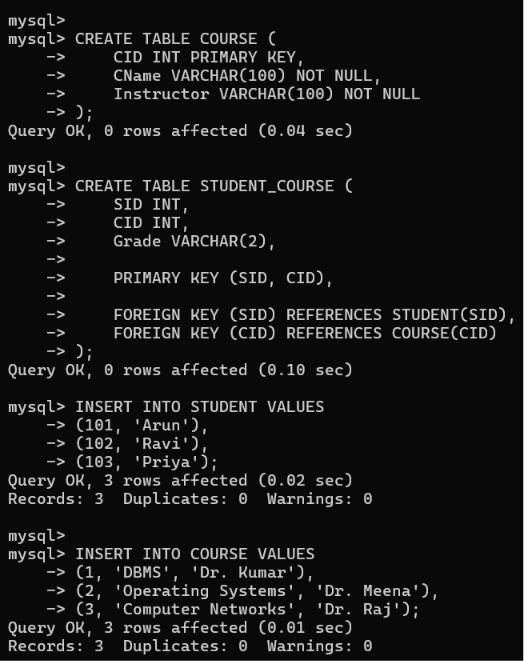 mysql>
mysql> CREATE TABLE COURSE (
    ->     CID INT PRIMARY KEY,
    ->     CName VARCHAR(100) NOT NULL,
    ->     Instructor VARCHAR(100) NOT NULL
    -> );
Query OK, 0 rows affected (0.04 sec)

mysql>
mysql> CREATE TABLE STUDENT_COURSE (
    ->     SID INT,
    ->     CID INT,
    ->     Grade VARCHAR(2),
    ->
    ->     PRIMARY KEY (SID, CID),
    ->
    ->     FOREIGN KEY (SID) REFERENCES STUDENT(SID),
    ->     FOREIGN KEY (CID) REFERENCES COURSE(CID)
    -> );
Query OK, 0 rows affected (0.10 sec)

mysql> INSERT INTO STUDENT VALUES
    -> (101, 'Arun'),
    -> (102, 'Ravi'),
    -> (103, 'Priya');
Query OK, 3 rows affected (0.02 sec)
Records: 3  Duplicates: 0  Warnings: 0

mysql>
mysql> INSERT INTO COURSE VALUES
    -> (1, 'DBMS', 'Dr. Kumar'),
    -> (2, 'Operating Systems', 'Dr. Meena'),
    -> (3, 'Computer Networks', 'Dr. Raj');
Query OK, 3 rows affected (0.01 sec)
Records: 3  Duplicates: 0  Warnings: 0